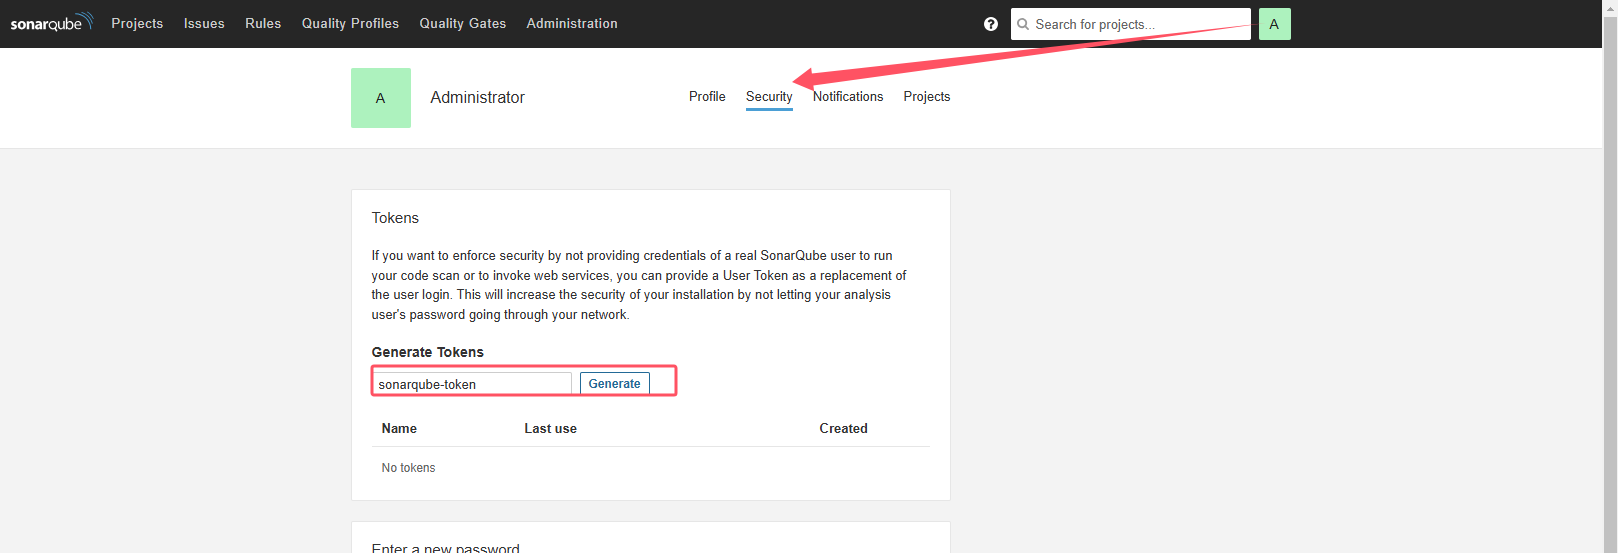 sonarqube Projects Issues Rules Quality Profiles Quality Gates Administration Search for projects... A
A Administrator Profile Security Notifications Projects
Tokens
If you want to enforce security by not providing credentials of a real SonarQube user to run
your code scan or to invoke web services, you can provide a User Token as a replacement of
the user login. This will increase the security of your installation by not letting your analysis
user's password going through your network.
Generate Tokens
sonarqube-token Generate
Name Last use Created
No tokens
Enter a new password